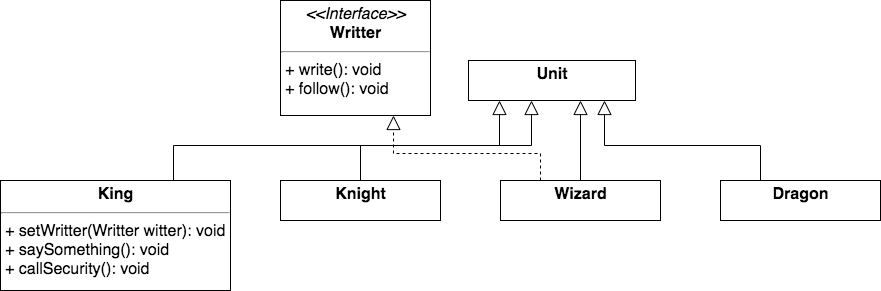 <<Interface>>
Writter
+ write(): void
+ follow(): void
Unit
King
+ setWritter(Writter witter): void
+ saySomething(): void
+ callSecurity(): void
Knight
Wizard
Dragon